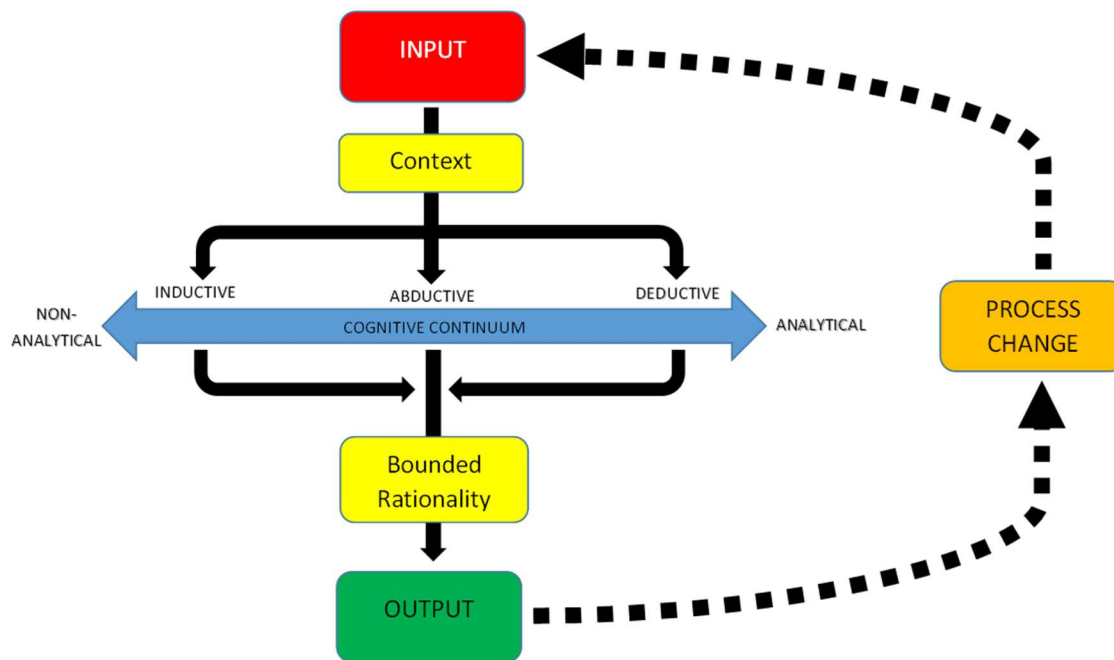 INPUT
Context
INDUCTIVE
ABDUCTIVE
DEDUCTIVE
NON-
ANALYTICAL
COGNITIVE CONTINUUM
ANALYTICAL
PROCESS
CHANGE
Bounded
Rationality
OUTPUT